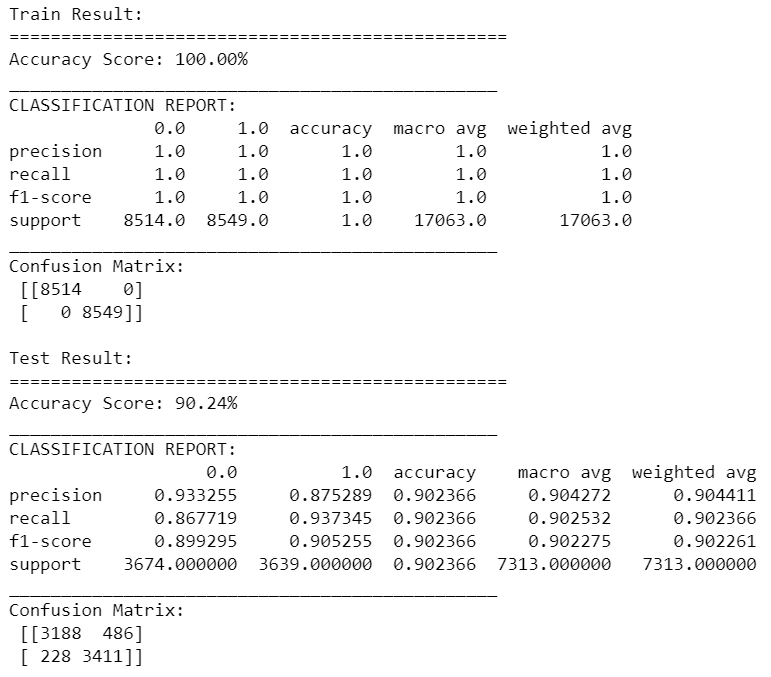 Train Result:
================================================
Accuracy Score: 100.00%
_______________________________________________
CLASSIFICATION REPORT:
              0.0     1.0  accuracy  macro avg  weighted avg
precision     1.0     1.0       1.0        1.0           1.0
recall        1.0     1.0       1.0        1.0           1.0
f1-score      1.0     1.0       1.0        1.0           1.0
support    8514.0  8549.0       1.0    17063.0       17063.0
_______________________________________________
Confusion Matrix:
 [[8514    0]
 [   0 8549]]

Test Result:
================================================
Accuracy Score: 90.24%
_______________________________________________
CLASSIFICATION REPORT:
                   0.0          1.0  accuracy    macro avg  weighted avg
precision     0.933255     0.875289  0.902366     0.904272      0.904411
recall        0.867719     0.937345  0.902366     0.902532      0.902366
f1-score      0.899295     0.905255  0.902366     0.902275      0.902261
support    3674.000000  3639.000000  0.902366  7313.000000   7313.000000
_______________________________________________
Confusion Matrix:
 [[3188  486]
 [ 228 3411]]